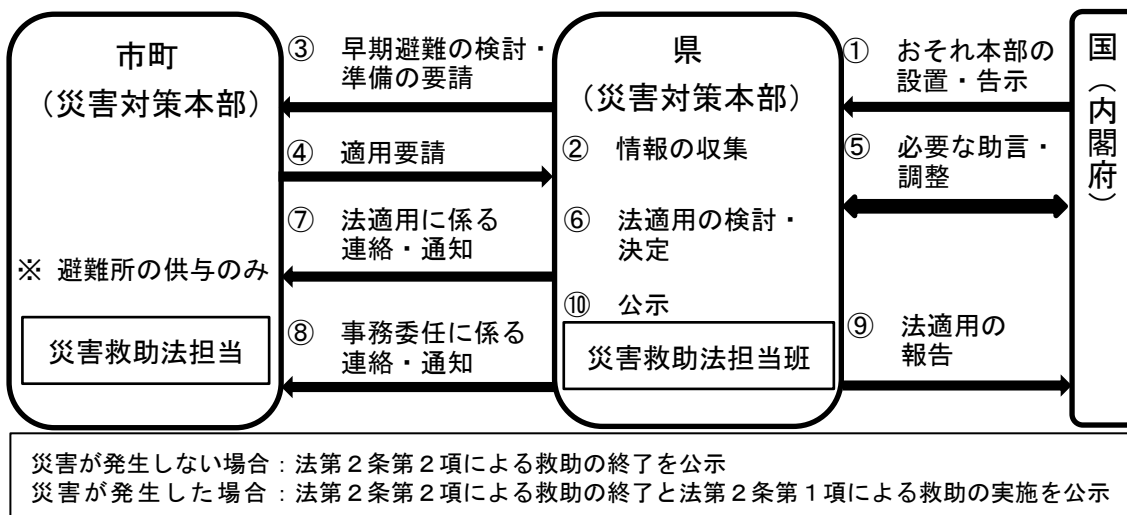 市町
（災害対策本部）
※ 避難所の供与のみ
災害救助法担当
③ 早期避難の検討・
準備の要請
④ 適用要請
⑦ 法適用に係る
連絡・通知
⑧ 事務委任に係る
連絡・通知
県
（災害対策本部）
② 情報の収集
⑥ 法適用の検討・
決定
⑩ 公示
災害救助法担当班
① おそれ本部の
設置・告示
⑤ 必要な助言・
調整
⑨ 法適用の
報告
国（内閣府）
災害が発生しない場合：法第２条第２項による救助の終了を公示
災害が発生した場合：法第２条第２項による救助の終了と法第２条第１項による救助の実施を公示